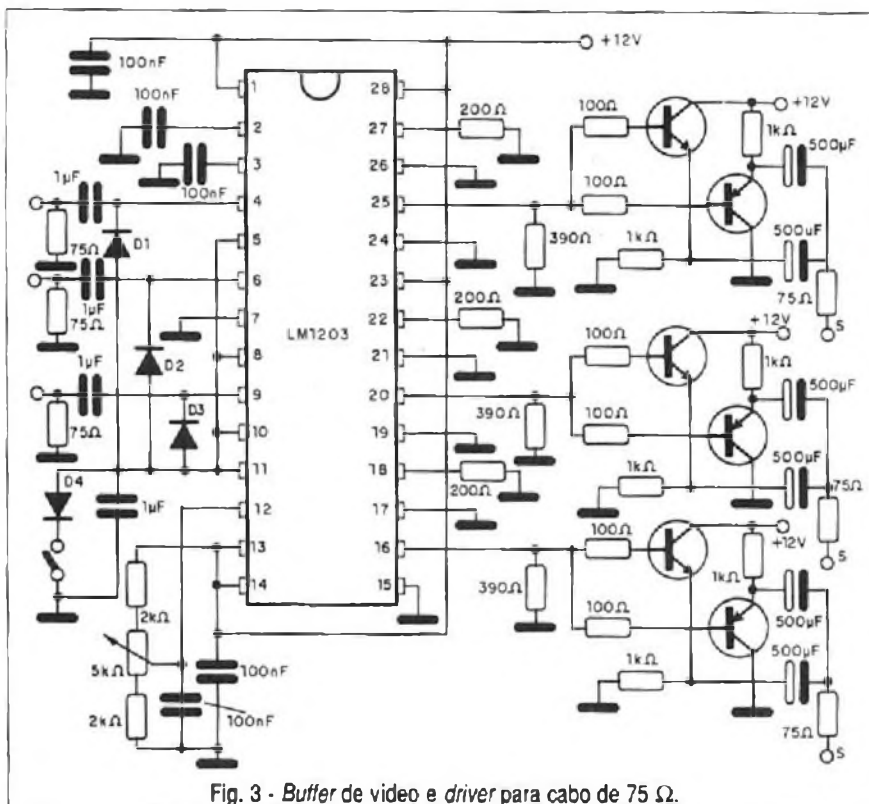 +12V
100nF
100nF
100nF
1µF
75Ω
D1
1µF
75Ω
D2
1µF
75Ω
D3
D4
1µF
2kΩ
5kΩ
2kΩ
100nF
100nF
1
2
3
4
5
6
7
8
9
10
11
12
13
14
LM1203
28
27
26
25
24
23
22
21
20
19
18
17
16
15
200Ω
390Ω
200Ω
390Ω
200Ω
390Ω
100Ω
100Ω
1kΩ
+12V
1kΩ
500µF
500uF
75Ω
S
100Ω
100Ω
1kΩ
+12V
1kΩ
500µF
500µF
75Ω
S
100Ω
100Ω
1kΩ
+12V
1kΩ
500µF
500µF
75Ω
S
Fig. 3 - Buffer de video e driver para cabo de 75 Ω.